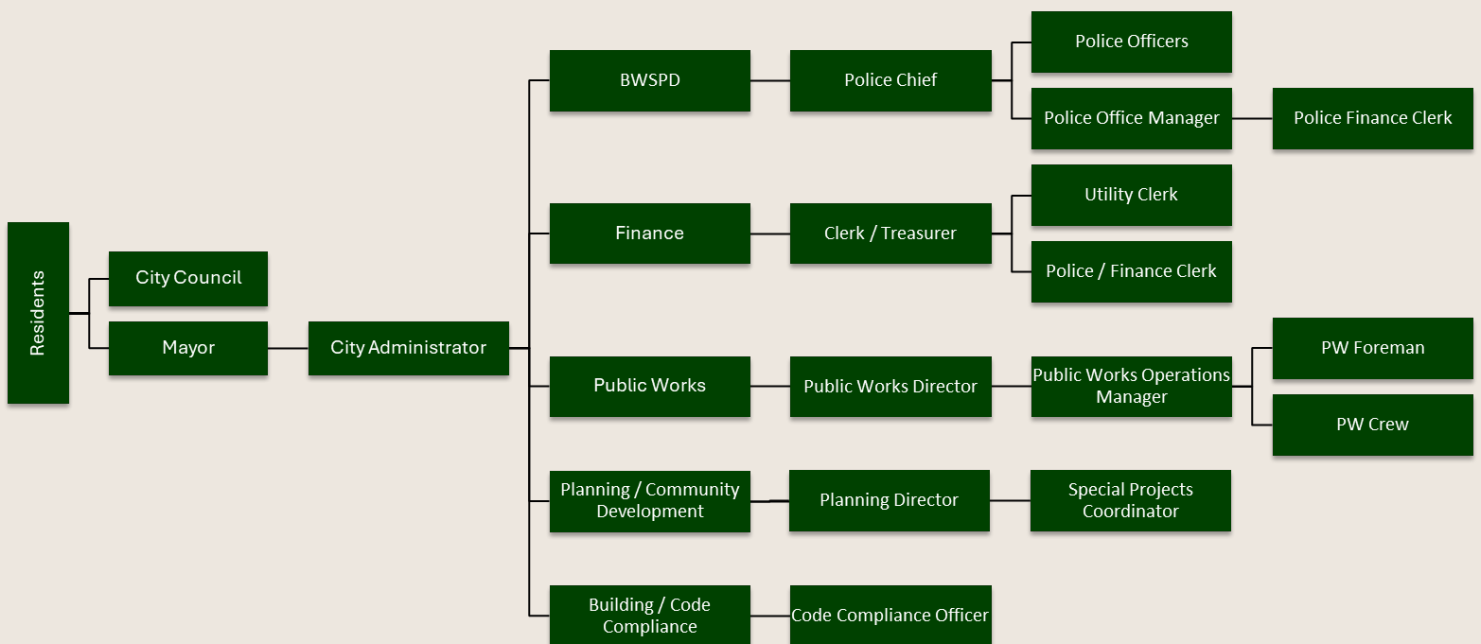 Residents
City Council
Mayor
City Administrator
BWSPD
Police Chief
Police Officers
Police Office Manager
Police Finance Clerk
Finance
Clerk / Treasurer
Utility Clerk
Police / Finance Clerk
Public Works
Public Works Director
Public Works Operations
Manager
PW Foreman
PW Crew
Planning / Community
Development
Planning Director
Special Projects
Coordinator
Building / Code
Compliance
Code Compliance Officer